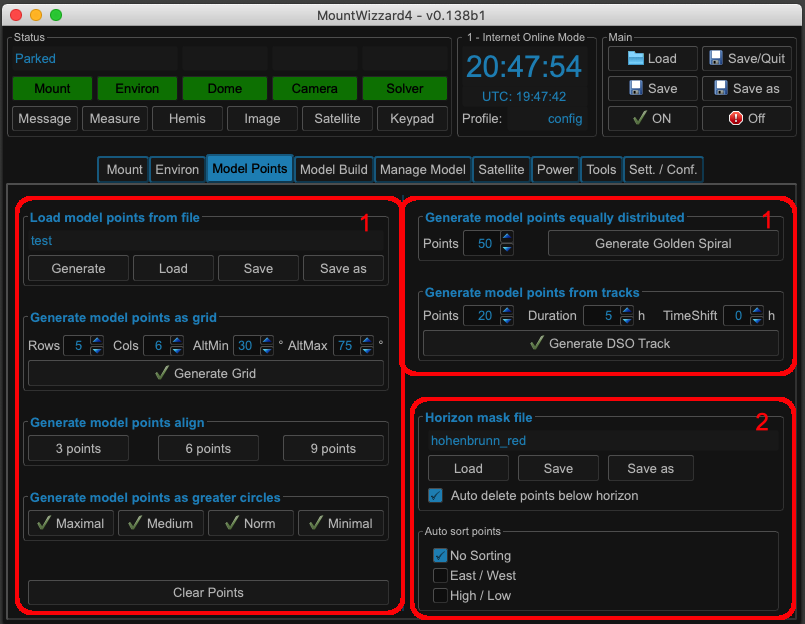 MountWizzard4 - v0.138b1
Status
Parked
Mount Environ Dome Camera Solver
Message Measure Hemis Image Satellite Keypad
1 - Internet Online Mode
20:47:54
UTC: 19:47:42
Profile: config
Main
Load Save/Quit
Save Save as
ON Off
Mount Environ Model Points Model Build Manage Model Satellite Power Tools Sett. / Conf.
Load model points from file 1
test
Generate Load Save Save as
Generate model points as grid
Rows 5 Cols 6 AltMin 30 ° AltMax 75 °
Generate Grid
Generate model points align
3 points 6 points 9 points
Generate model points as greater circles
Maximal Medium Norm Minimal
Clear Points
Generate model points equally distributed 1
Points 50 Generate Golden Spiral
Generate model points from tracks
Points 20 Duration 5 h TimeShift 0 h
Generate DSO Track
Horizon mask file 2
hohenbrunn_red
Load Save Save as
Auto delete points below horizon
Auto sort points
No Sorting
East / West
High / Low